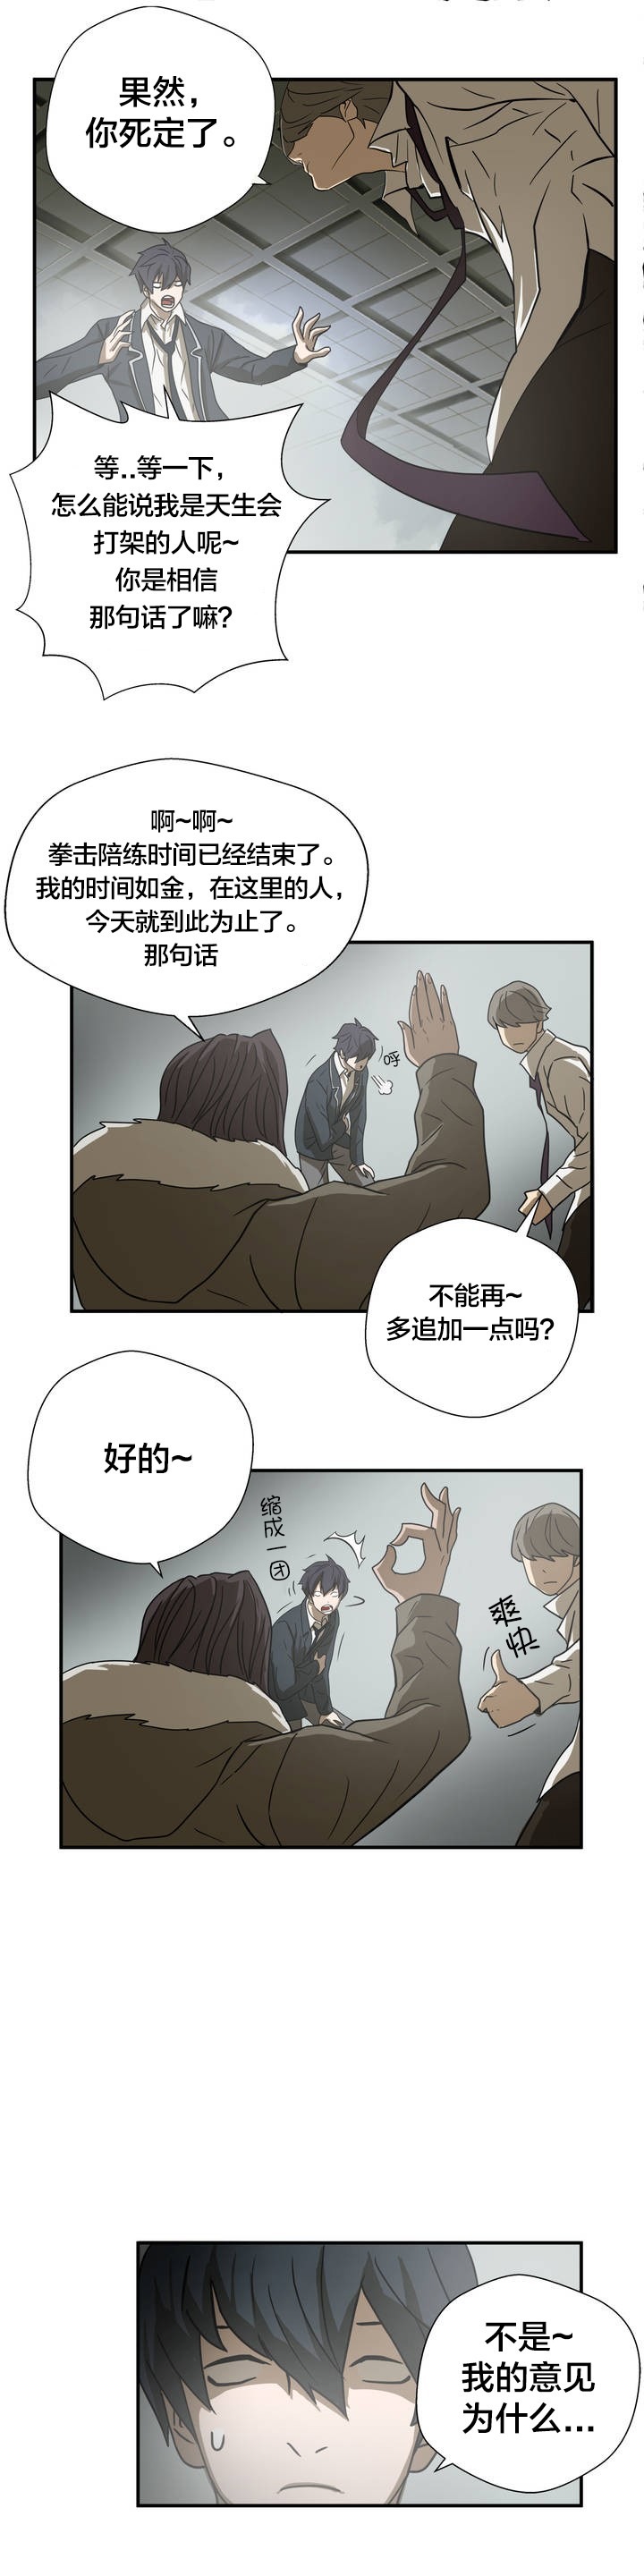 果然，
你死定了。
等..等一下，
怎么能说我是天生会
打架的人呢~
你是相信
那句话了嘛?
啊~啊~
拳击陪练时间已经结束了。
我的时间如金，在这里的人，
今天就到此为止了。
那句话
呼
不能再~
多追加一点吗?
好的~
缩成一团
爽快
不是~
我的意见
为什么...